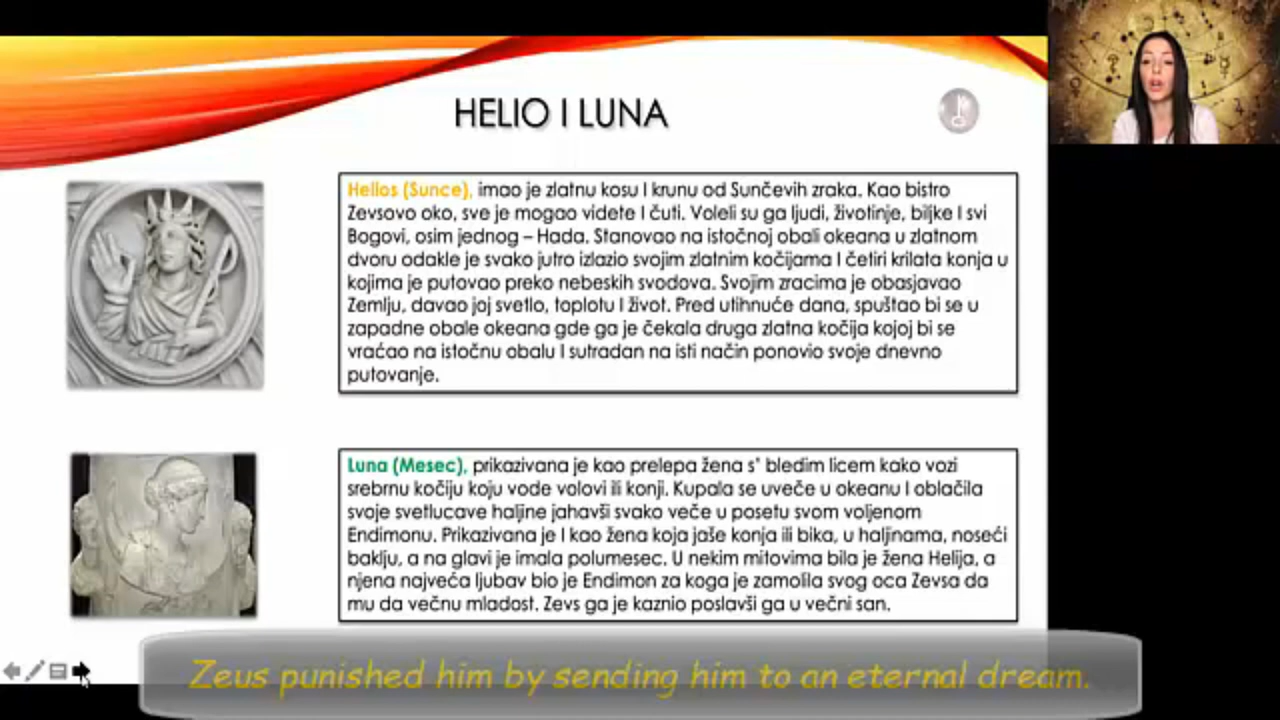 HELIO I LUNA
Helios (Sunce), imao je zlatnu kosu I krunu od Sunčevih zraka. Kao bistro
Zevsovo oko, sve je mogao videte I čuti. Voleli su ga ljudi, životinje, biljke I svi
Bogovi, osim jednog – Hada. Stanovao na istočnoj obali okeana u zlatnom
dvoru odakle je svako jutro izlazio svojim zlatnim kočijama I četiri krilata konja u
kojima je putovao preko nebeskih svodova. Svojim zracima je obasjavao
Zemlju, davao joj svetlo, toplotu I život. Pred utihnuće dana, spuštao bi se u
zapadne obale okeana gde ga je čekala druga zlatna kočija kojoj bi se
vraćao na istočnu obalu I sutradan na isti način ponovio svoje dnevno
putovanje.
Luna (Mesec), prikazivana je kao prelepa žena s' bledim licem kako vozi
srebrnu kočiju koju vode volovi ili konji. Kupala se uveče u okeanu I oblačila
svoje svetlucave haljine jahavši svako veče u posetu svom voljenom
Endimonu. Prikazivana je I kao žena koja jaše konja ili bika, u haljinama, noseći
baklju, a na glavi je imala polumesec. U nekim mitovima bila je žena Helija, a
njena najveća ljubav bio je Endimon za koga je zamolila svog oca Zevsa da
mu da večnu mladost. Zevs ga je kaznio poslavši ga u večni san.
Zeus punished him by sending him to an eternal dream.